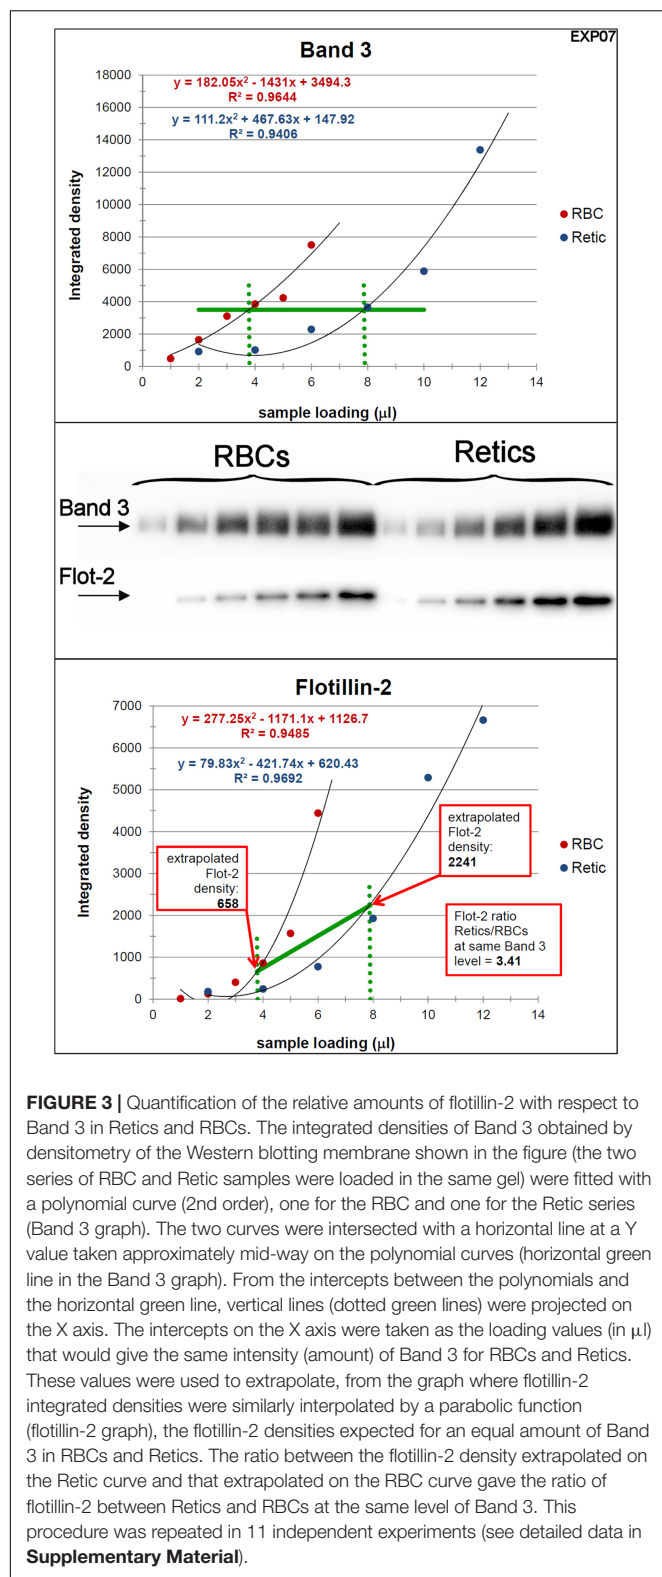 EXP07
Band 3
18000
y = 182.05x² - 1431x + 3494.3
R² = 0.9644
16000
y = 111.2x² + 467.63x + 147.92
R² = 0.9406
14000
12000
10000
8000
6000
4000
2000
0
Integrated density
RBC
Retic
0 2 4 6 8 10 12 14
sample loading (µl)
RBCs Retics
Band 3
Flot-2
Flotillin-2
7000
y = 277.25x² - 1171.1x + 1126.7
R² = 0.9485
6000
y = 79.83x² - 421.74x + 620.43
R² = 0.9692
5000
4000
3000
2000
1000
0
Integrated density
extrapolated
Flot-2
density:
658
extrapolated
Flot-2
density:
2241
RBC
Retic
Flot-2 ratio
Retics/RBCs
at same Band 3
level = 3.41
0 2 4 6 8 10 12 14
sample loading (µl)
FIGURE 3 | Quantification of the relative amounts of flotillin-2 with respect to
Band 3 in Retics and RBCs. The integrated densities of Band 3 obtained by
densitometry of the Western blotting membrane shown in the figure (the two
series of RBC and Retic samples were loaded in the same gel) were fitted with
a polynomial curve (2nd order), one for the RBC and one for the Retic series
(Band 3 graph). The two curves were intersected with a horizontal line at a Y
value taken approximately mid-way on the polynomial curves (horizontal green
line in the Band 3 graph). From the intercepts between the polynomials and
the horizontal green line, vertical lines (dotted green lines) were projected on
the X axis. The intercepts on the X axis were taken as the loading values (in µl)
that would give the same intensity (amount) of Band 3 for RBCs and Retics.
These values were used to extrapolate, from the graph where flotillin-2
integrated densities were similarly interpolated by a parabolic function
(flotillin-2 graph), the flotillin-2 densities expected for an equal amount of Band
3 in RBCs and Retics. The ratio between the flotillin-2 density extrapolated on
the Retic curve and that extrapolated on the RBC curve gave the ratio of
flotillin-2 between Retics and RBCs at the same level of Band 3. This
procedure was repeated in 11 independent experiments (see detailed data in
Supplementary Material).